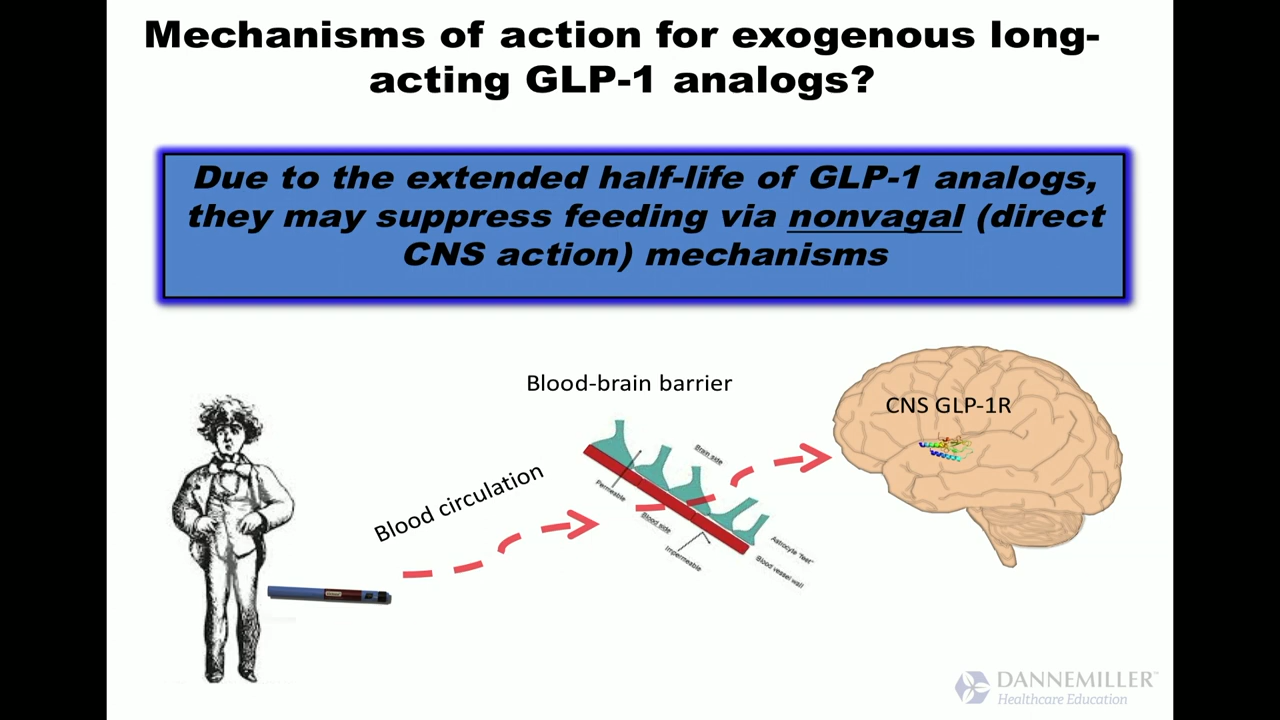 Mechanisms of action for exogenous long-
acting GLP-1 analogs?
Due to the extended half-life of GLP-1 analogs,
they may suppress feeding via nonvagal (direct
CNS action) mechanisms
Blood-brain barrier
CNS GLP-1R
Blood circulation
Brain side
Permeable
Blood side
Impermeable
Astrocyte "feet"
Blood vessel wall
DANNEMILLER™
Healthcare Education